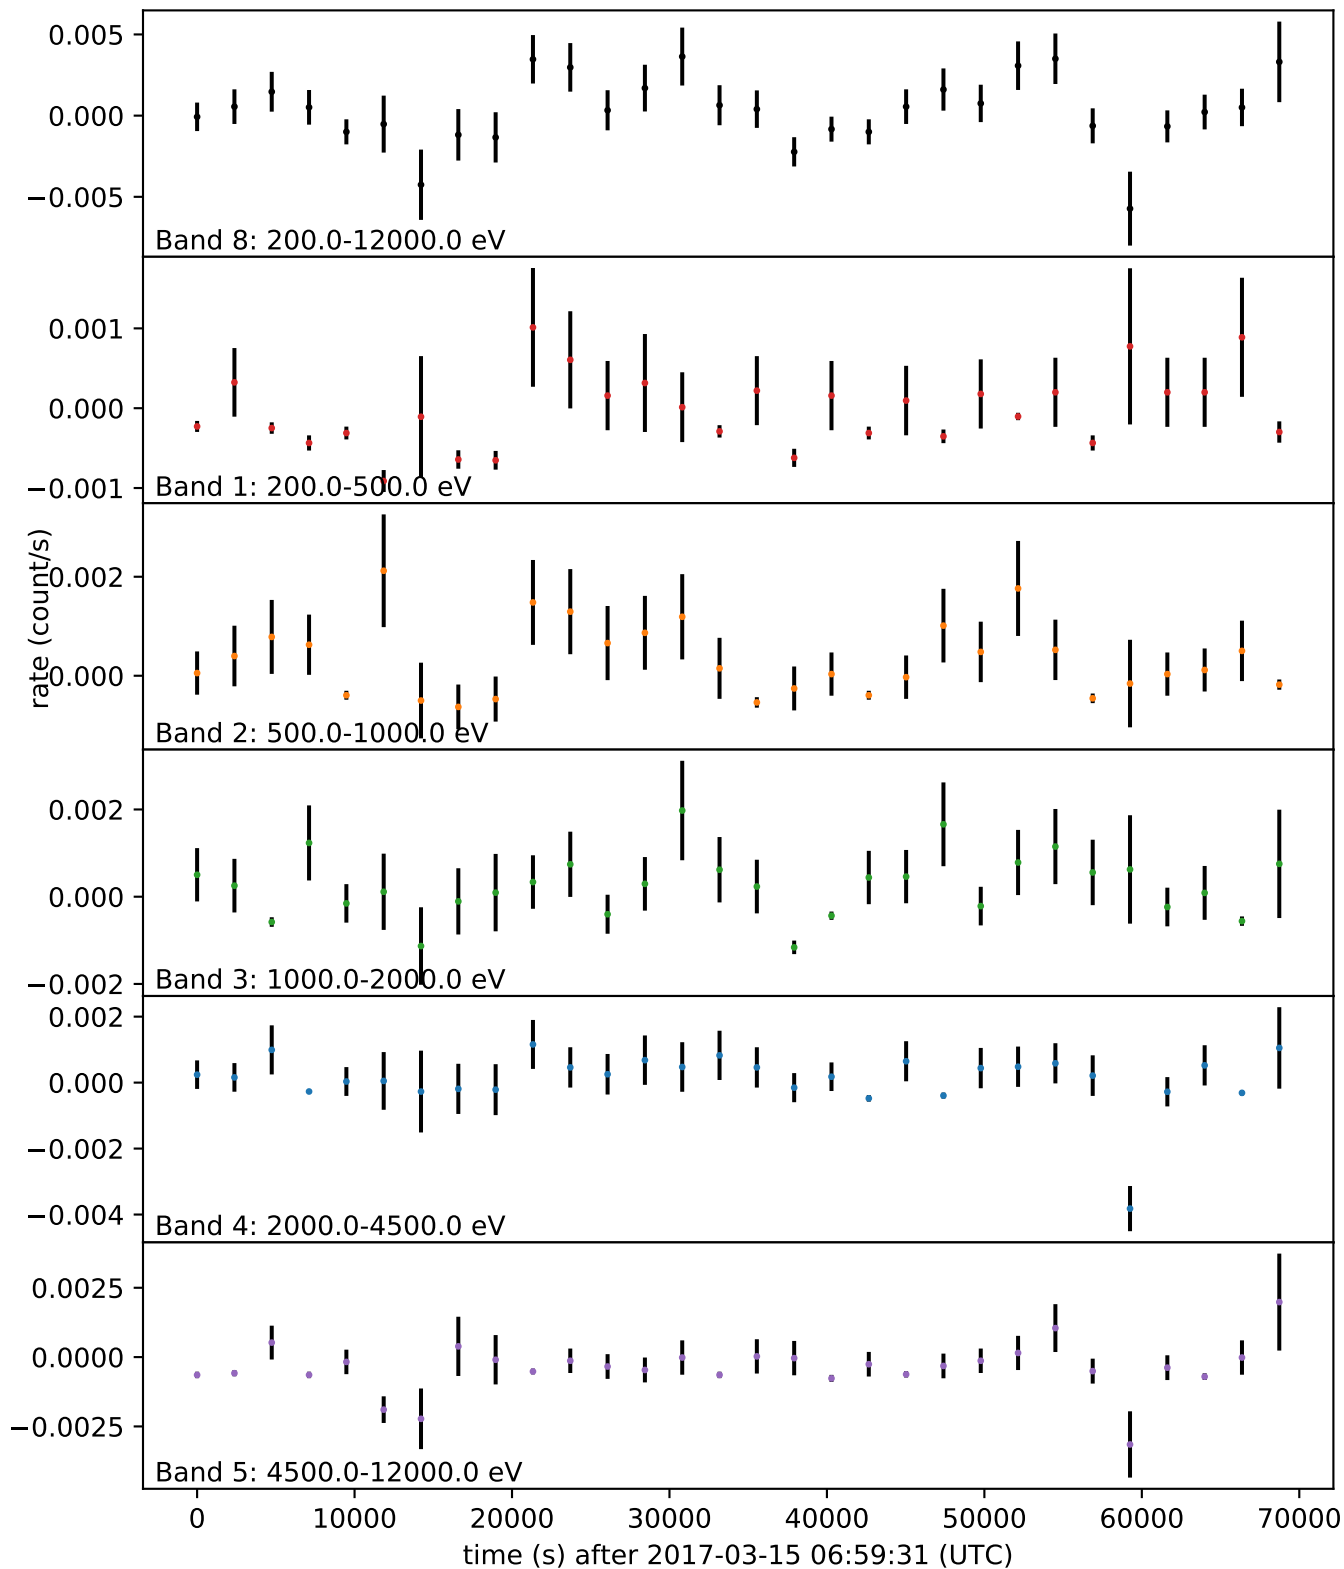 0.005
0.000
−0.005
Band 8: 200.0-12000.0 eV
0.001
0.000
−0.001
Band 1: 200.0-500.0 eV
rate (count/s)
0.002
0.000
Band 2: 500.0-1000.0 eV
0.002
0.000
−0.002
Band 3: 1000.0-2000.0 eV
0.002
0.000
−0.002
−0.004
Band 4: 2000.0-4500.0 eV
0.0025
0.0000
−0.0025
Band 5: 4500.0-12000.0 eV
0 10000 20000 30000 40000 50000 60000 70000
time (s) after 2017-03-15 06:59:31 (UTC)